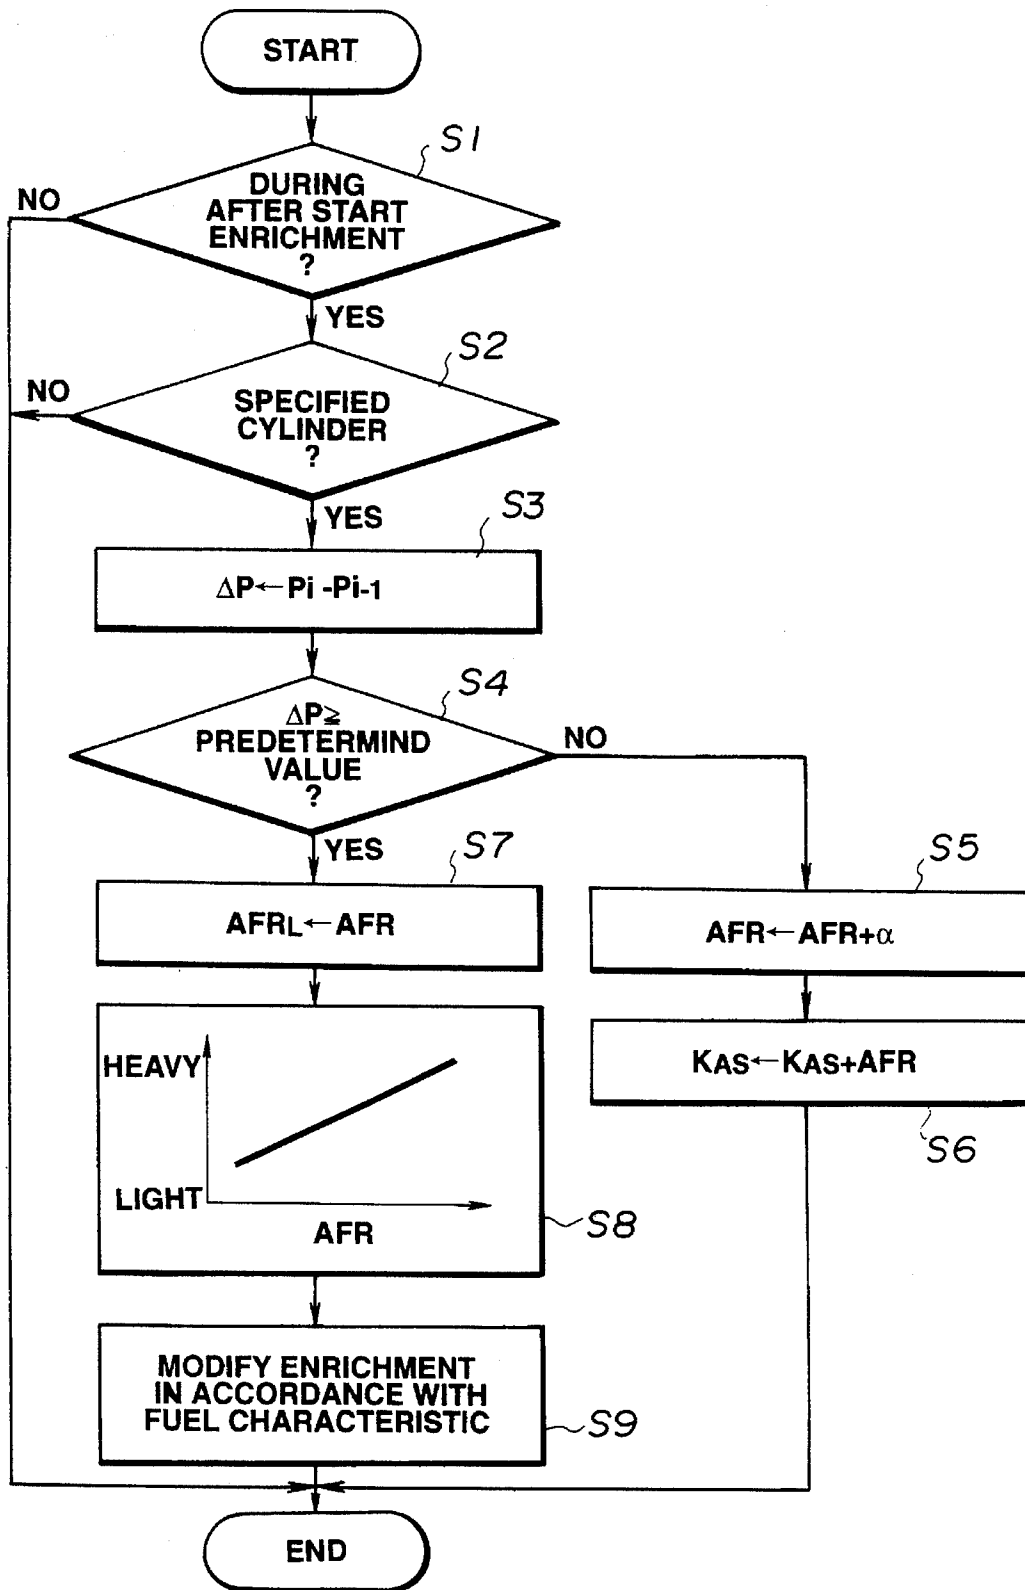 START
S1
NO
DURING
AFTER START
ENRICHMENT
?
YES
S2
NO
SPECIFIED
CYLINDER
?
YES
S3
ΔP←Pi -Pi-1
S4
ΔP≧
PREDETERMIND
VALUE
?
NO
YES
S7
S5
AFRL←AFR
AFR←AFR+α
HEAVY
LIGHT
AFR
S8
KAS←KAS+AFR
S6
MODIFY ENRICHMENT
IN ACCORDANCE WITH
FUEL CHARACTERISTIC
S9
END